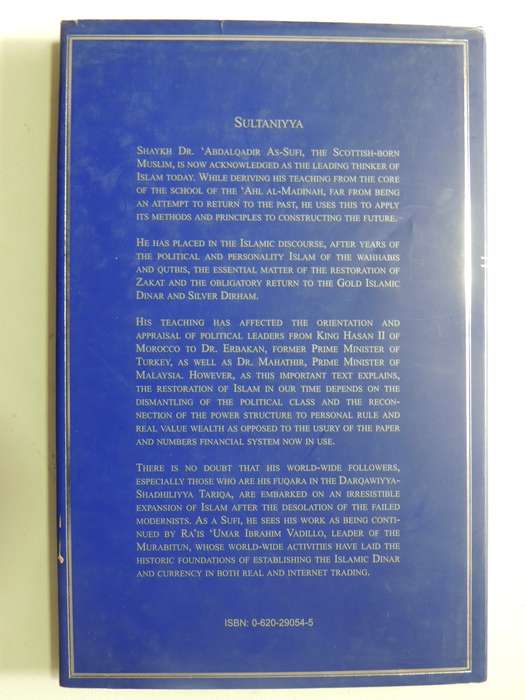 SULTANIYYA
SHAYKH DR. ‘ABDALQADIR AS-SUFI, THE SCOTTISH-BORN
MUSLIM, IS NOW ACKNOWLEDGED AS THE LEADING THINKER OF
ISLAM TODAY. WHILE DERIVING HIS TEACHING FROM THE CORE
OF THE SCHOOL OF THE ‘AHL AL-MADINAH, FAR FROM BEING
AN ATTEMPT TO RETURN TO THE PAST, HE USES THIS TO APPLY
ITS METHODS AND PRINCIPLES TO CONSTRUCTING THE FUTURE.
HE HAS PLACED IN THE ISLAMIC DISCOURSE, AFTER YEARS OF
THE POLITICAL AND PERSONALITY ISLAM OF THE WAHHABIS
AND QUTBIS, THE ESSENTIAL MATTER OF THE RESTORATION OF
ZAKAT AND THE OBLIGATORY RETURN TO THE GOLD ISLAMIC
DINAR AND SILVER DIRHAM.
HIS TEACHING HAS AFFECTED THE ORIENTATION AND
APPRAISAL OF POLITICAL LEADERS FROM KING HASAN II OF
MOROCCO TO DR. ERBAKAN, FORMER PRIME MINISTER OF
TURKEY, AS WELL AS DR. MAHATHIR, PRIME MINISTER OF
MALAYSIA. HOWEVER, AS THIS IMPORTANT TEXT EXPLAINS,
THE RESTORATION OF ISLAM IN OUR TIME DEPENDS ON THE
DISMANTLING OF THE POLITICAL CLASS AND THE RECON-
NECTION OF THE POWER STRUCTURE TO PERSONAL RULE AND
REAL VALUE WEALTH AS OPPOSED TO THE USURY OF THE PAPER
AND NUMBERS FINANCIAL SYSTEM NOW IN USE.
THERE IS NO DOUBT THAT HIS WORLD-WIDE FOLLOWERS,
ESPECIALLY THOSE WHO ARE HIS FUQARA IN THE DARQAWIYYA-
SHADHILIYYA TARIQA, ARE EMBARKED ON AN IRRESISTIBLE
EXPANSION OF ISLAM AFTER THE DESOLATION OF THE FAILED
MODERNISTS. AS A SUFI, HE SEES HIS WORK AS BEING CONTI-
NUED BY RA’IS ‘UMAR IBRAHIM VADILLO, LEADER OF THE
MURABITUN, WHOSE WORLD-WIDE ACTIVITIES HAVE LAID THE
HISTORIC FOUNDATIONS OF ESTABLISHING THE ISLAMIC DINAR
AND CURRENCY IN BOTH REAL AND INTERNET TRADING.
ISBN: 0-620-29054-5